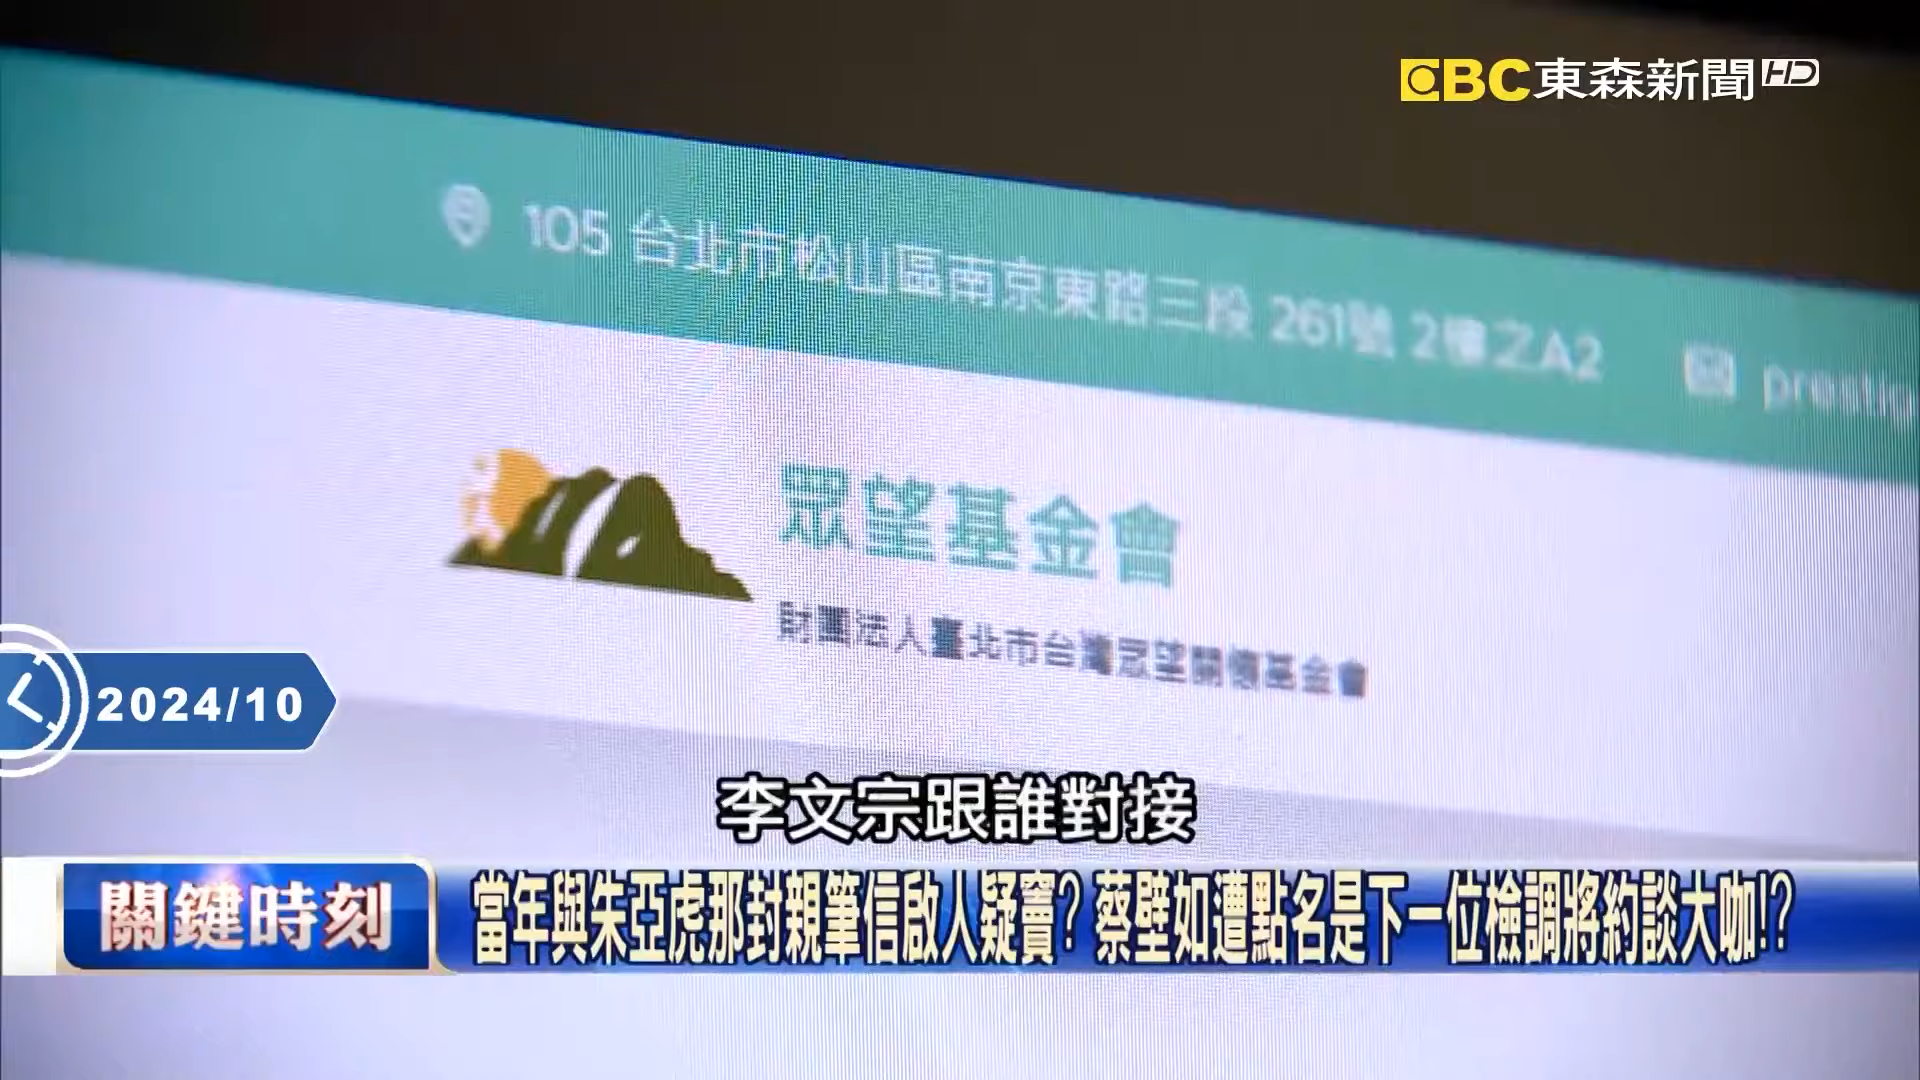 EBC東森新聞HD
105 台北市松山區南京東路三段 261號 2樓之A2
prestig
眾望基金會
財團法人臺北市台灣眾望關懷基金會
2024/10
李文宗跟誰對接
關鍵時刻
當年與朱亞虎那封親筆信啟人疑竇? 蔡壁如遭點名是下一位檢調將約談大咖!?